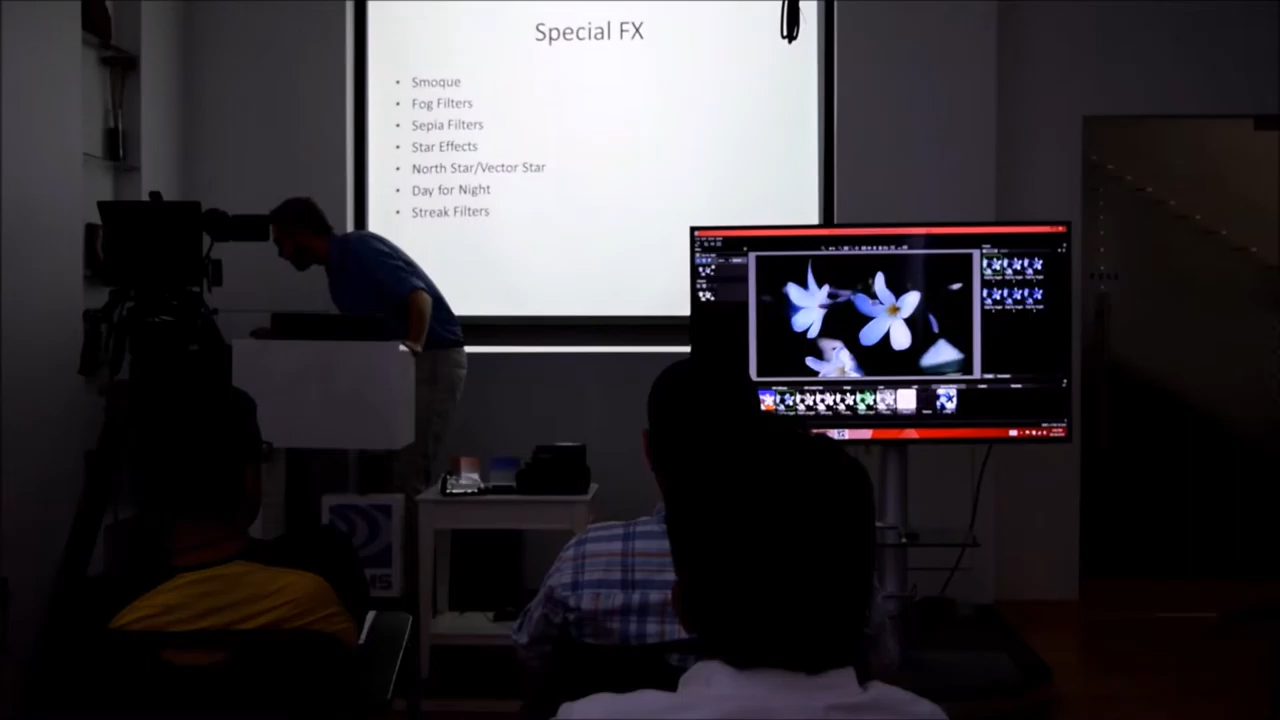 Special FX
• Smoque
• Fog Filters
• Sepia Filters
• Star Effects
• North Star/Vector Star
• Day for Night
• Streak Filters